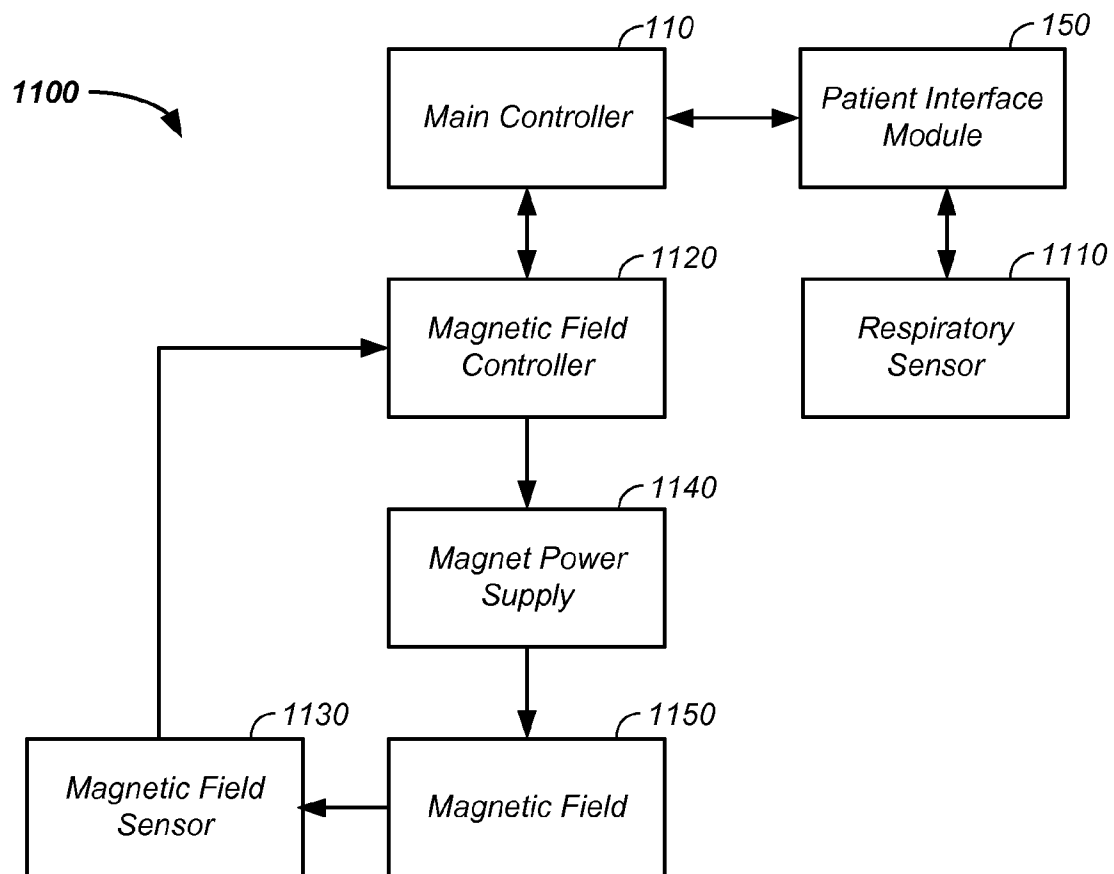 110
150
1100
Main Controller
Patient Interface
Module
1120
1110
Magnetic Field
Controller
Respiratory
Sensor
1140
Magnet Power
Supply
1130
1150
Magnetic Field
Sensor
Magnetic Field